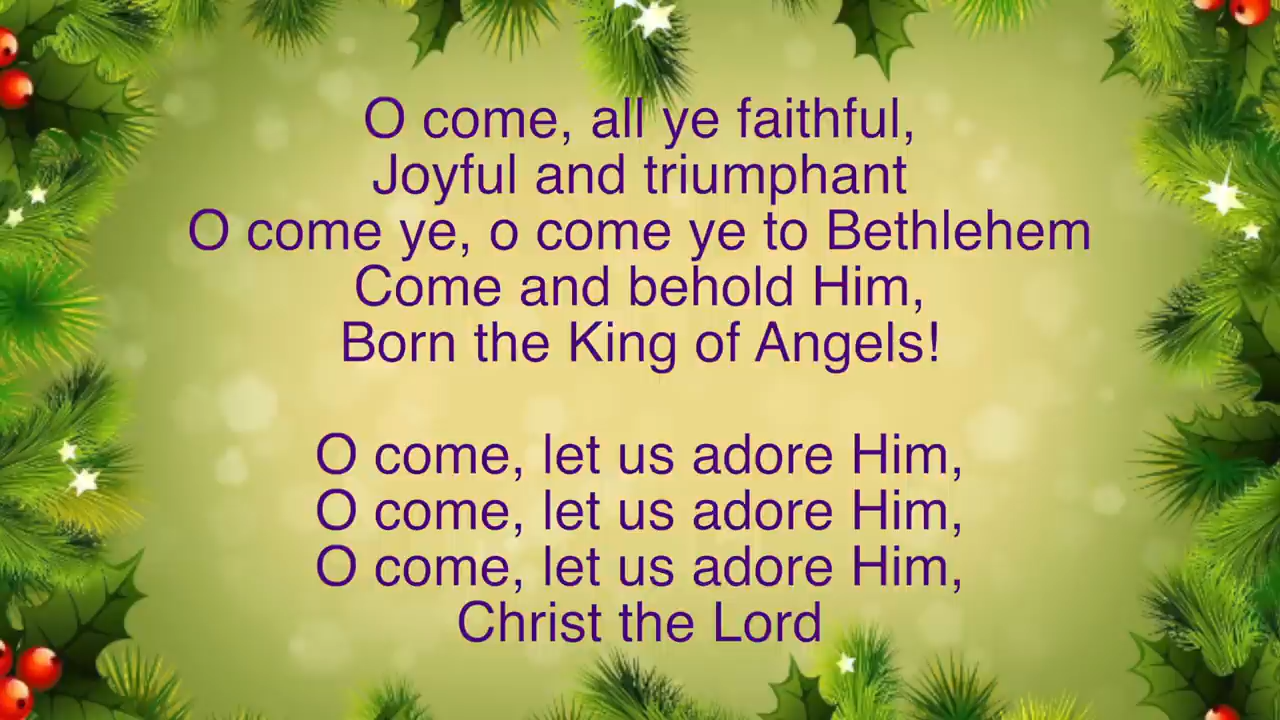 O come, all ye faithful,
Joyful and triumphant
O come ye, o come ye to Bethlehem
Come and behold Him,
Born the King of Angels!
O come, let us adore Him,
O come, let us adore Him,
O come, let us adore Him,
Christ the Lord